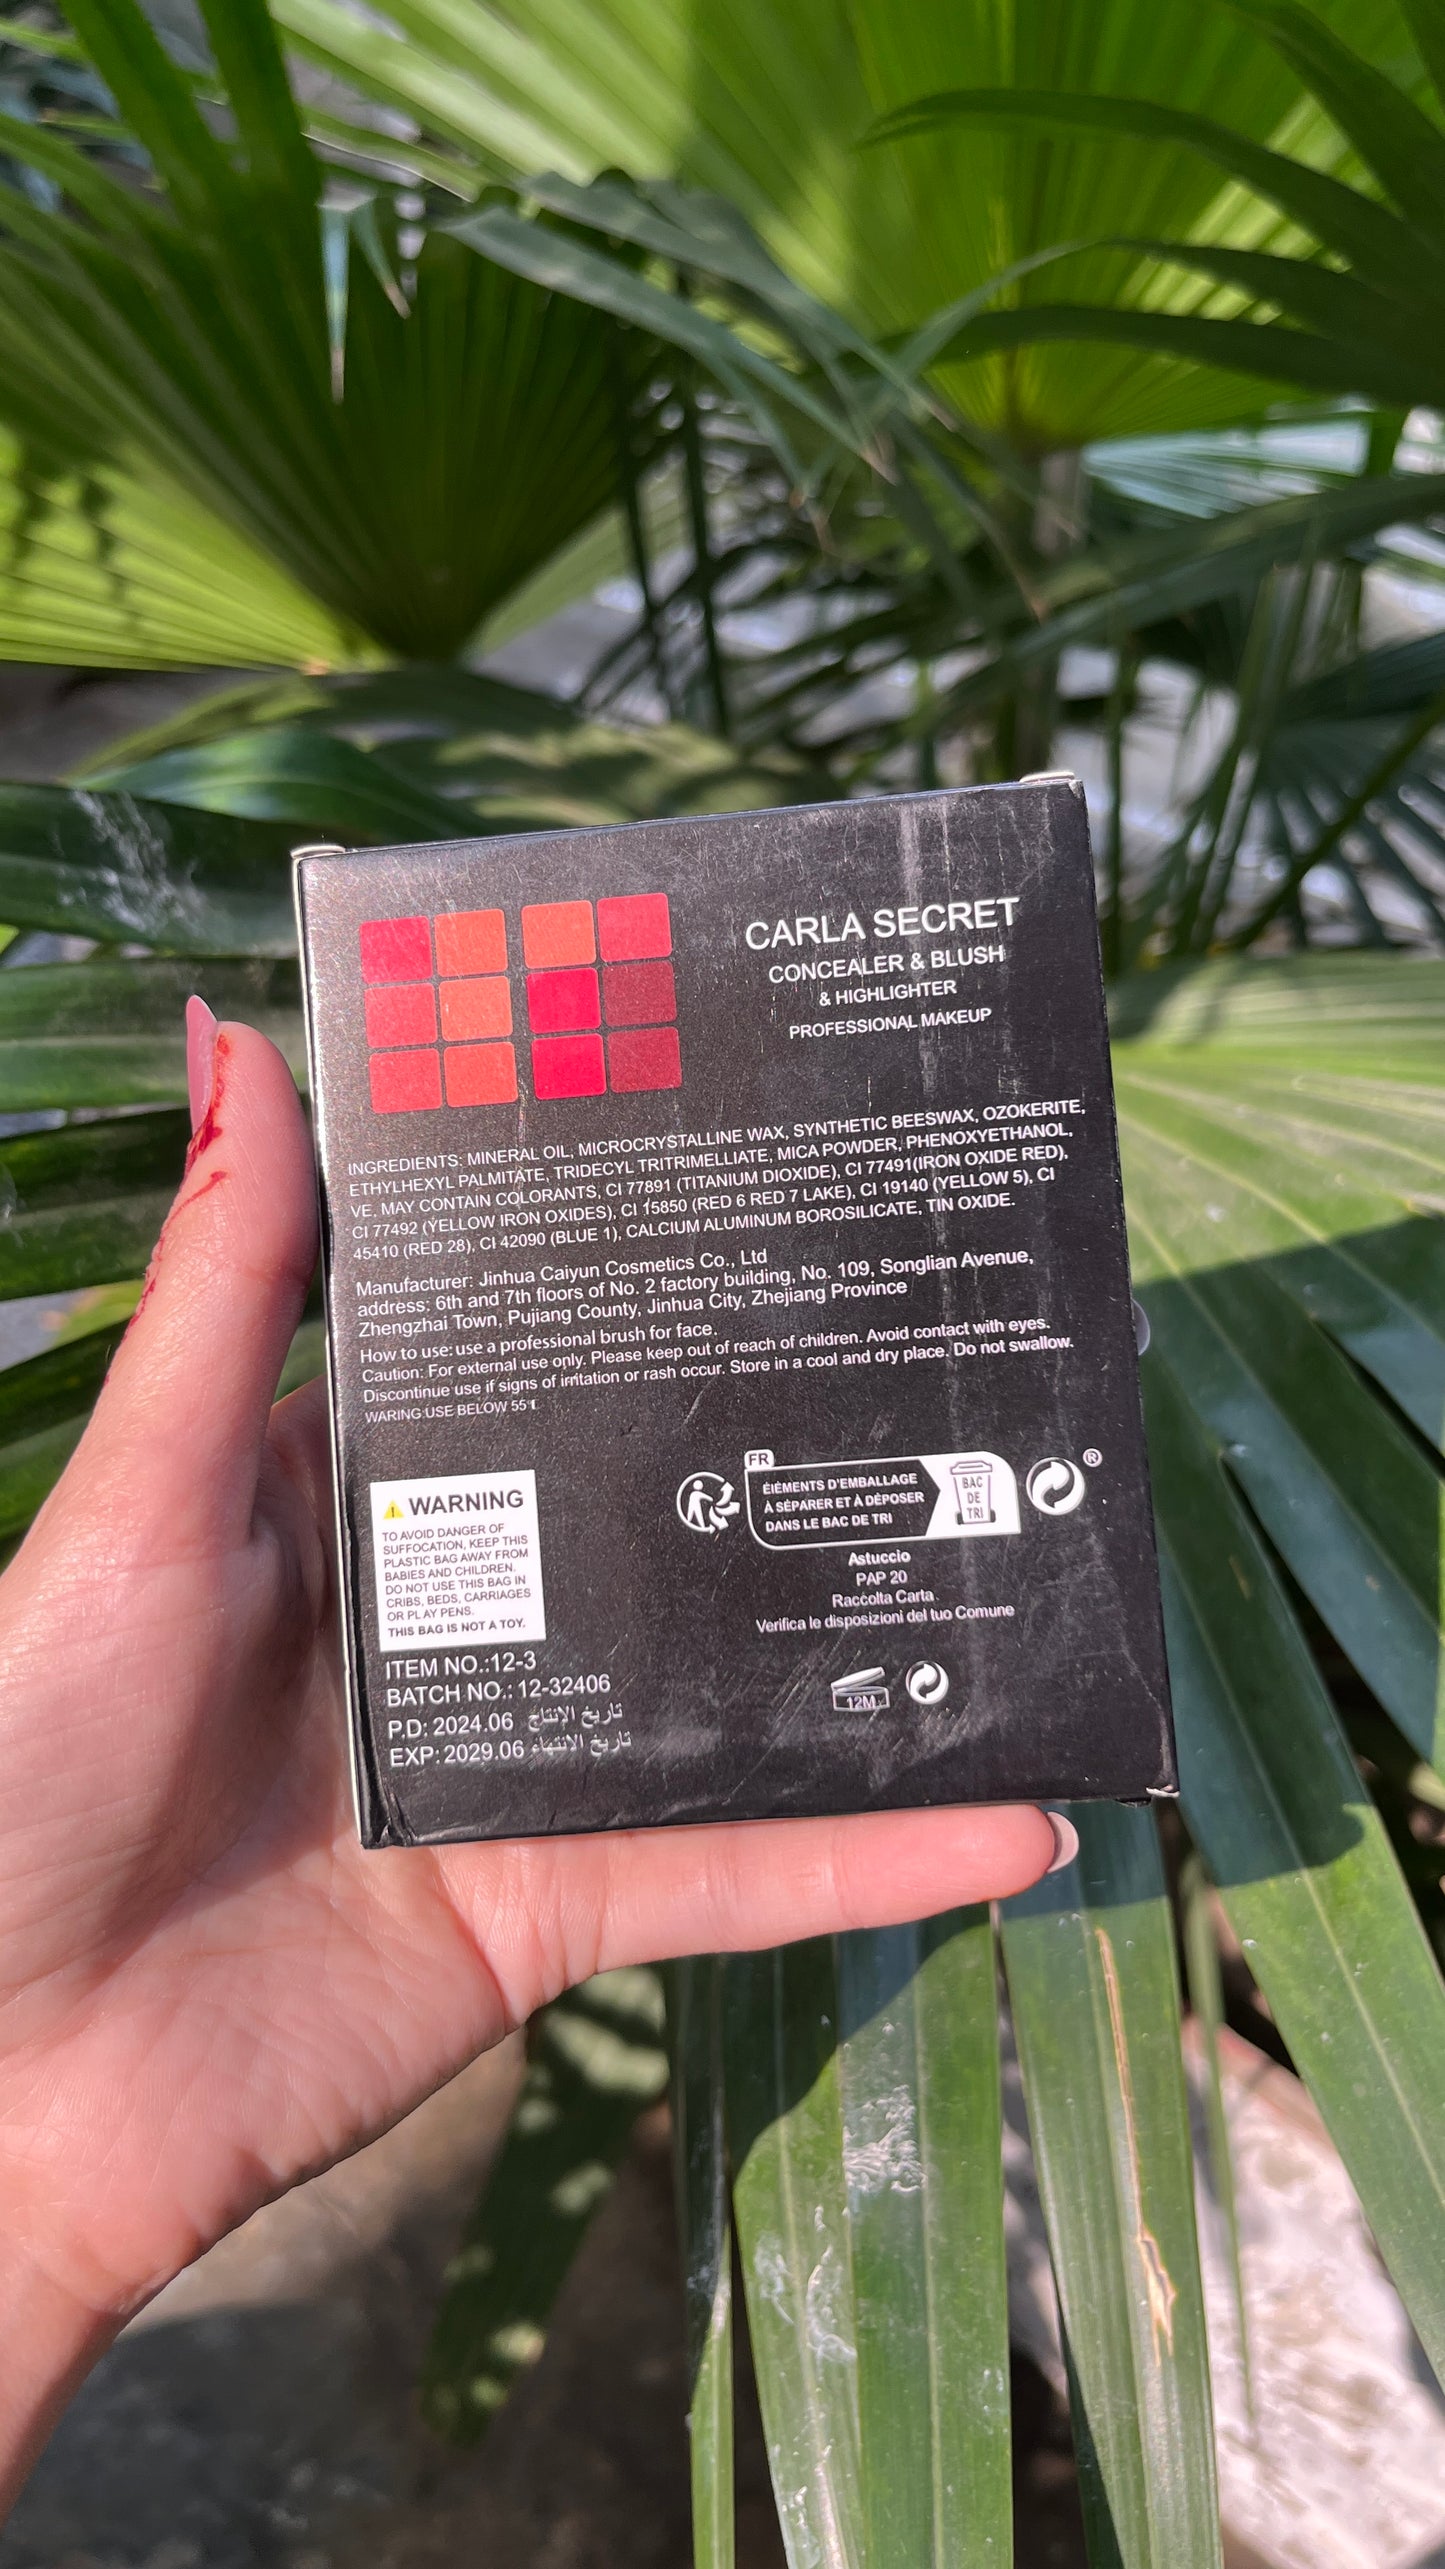 CARLA SECRET
CONCEALER & BLUSH
& HIGHLIGHTER
PROFESSIONAL MAKEUP
INGREDIENTS: MINERAL OIL, MICROCRYSTALLINE WAX, SYNTHETIC BEESWAX, OZOKERITE,
ETHYLHEXYL PALMITATE, TRIDECYL TRITRIMELLIATE, MICA POWDER, PHENOXYETHANOL,
VE, MAY CONTAIN COLORANTS, CI 77891 (TITANIUM DIOXIDE), CI 77491(IRON OXIDE RED),
CI 77492 (YELLOW IRON OXIDES), CI 15850 (RED 6 RED 7 LAKE), CI 19140 (YELLOW 5), CI
45410 (RED 28), CI 42090 (BLUE 1), CALCIUM ALUMINUM BOROSILICATE, TIN OXIDE.
Manufacturer: Jinhua Caiyun Cosmetics Co., Ltd
address: 6th and 7th floors of No. 2 factory building, No. 109, Songlian Avenue,
Zhengzhai Town, Pujiang County, Jinhua City, Zhejiang Province
How to use: use a professional brush for face.
Caution: For external use only. Please keep out of reach of children. Avoid contact with eyes.
Discontinue use if signs of irritation or rash occur. Store in a cool and dry place. Do not swallow.
WARING:USE BELOW 55
WARNING
TO AVOID DANGER OF
SUFFOCATION, KEEP THIS
PLASTIC BAG AWAY FROM
BABIES AND CHILDREN.
DO NOT USE THIS BAG IN
CRIBS, BEDS, CARRIAGES
OR PLAY PENS.
THIS BAG IS NOT A TOY.
ITEM NO.:12-3
BATCH NO.: 12-32406
P.D: 2024.06 تاريخ الإنتاج
EXP: 2029.06 تاريخ الانتهاء
FR
ÉLÉMENTS D'EMBALLAGE
À SÉPARER ET À DÉPOSER
DANS LE BAC DE TRI
BAC
DE
TRI
®
Astuccio
PAP 20
Raccolta Carta
Verifica le disposizioni del tuo Comune
12M